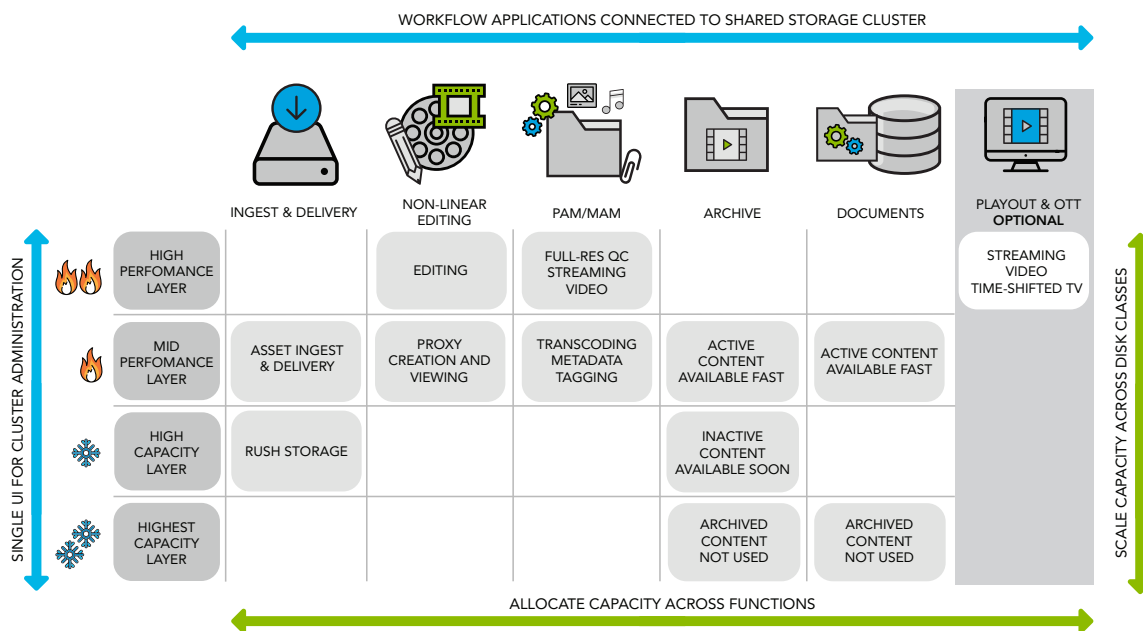 WORKFLOW APPLICATIONS CONNECTED TO SHARED STORAGE CLUSTER
INGEST & DELIVERY
NON-LINEAR
EDITING
PAM/MAM
ARCHIVE
DOCUMENTS
PLAYOUT & OTT
OPTIONAL
SINGLE UI FOR CLUSTER ADMINISTRATION
HIGH
PERFOMANCE
LAYER
EDITING
FULL-RES QC
STREAMING
VIDEO
STREAMING
VIDEO
TIME-SHIFTED TV
MID
PERFOMANCE
LAYER
ASSET INGEST
& DELIVERY
PROXY
CREATION AND
VIEWING
TRANSCODING
METADATA
TAGGING
ACTIVE
CONTENT
AVAILABLE FAST
ACTIVE CONTENT
AVAILABLE FAST
HIGH
CAPACITY
LAYER
RUSH STORAGE
INACTIVE
CONTENT
AVAILABLE SOON
HIGHEST
CAPACITY
LAYER
ARCHIVED
CONTENT
NOT USED
ARCHIVED
CONTENT
NOT USED
SCALE CAPACITY ACROSS DISK CLASSES
ALLOCATE CAPACITY ACROSS FUNCTIONS